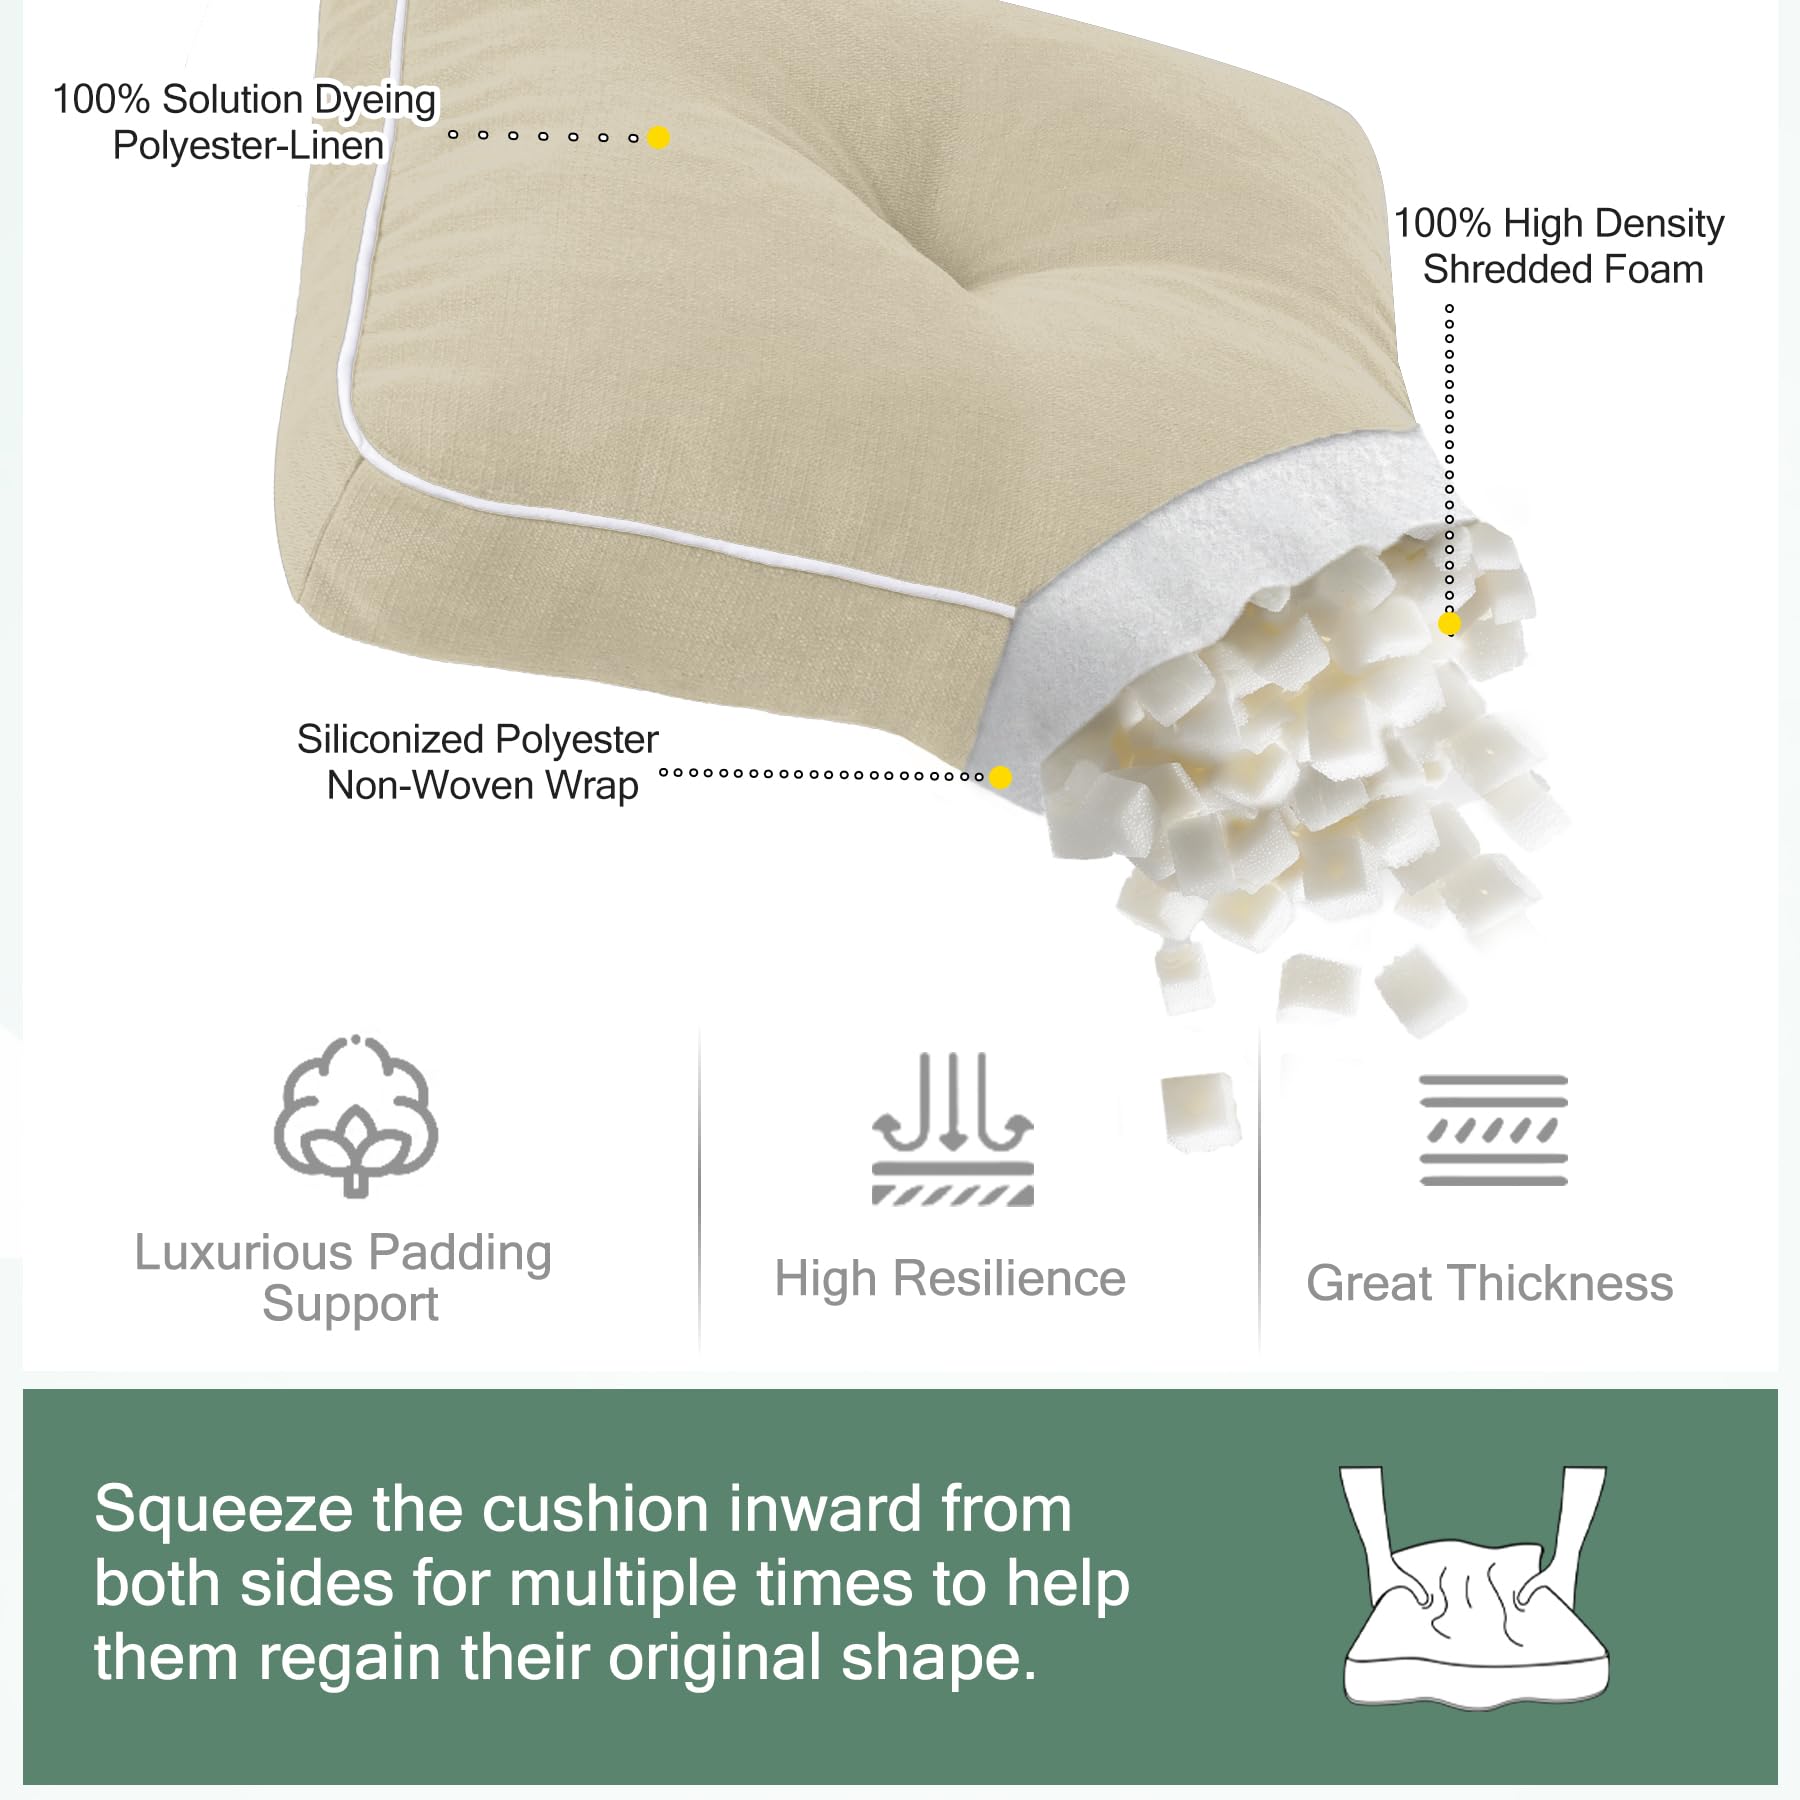 100% Solution Dyeing
Polyester-Linen
100% High Density
Shredded Foam
Siliconized Polyester
Non-Woven Wrap
Luxurious Padding
Support
High Resilience
Great Thickness
Squeeze the cushion inward from
both sides for multiple times to help
them regain their original shape.